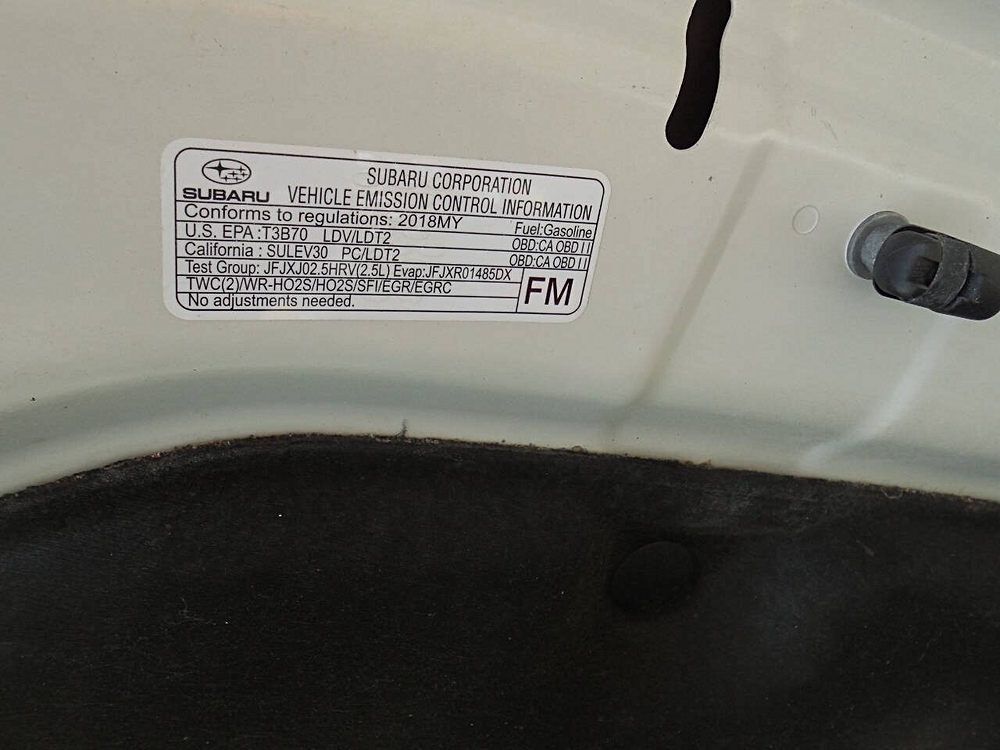 SUBARU
SUBARU CORPORATION
VEHICLE EMISSION CONTROL INFORMATION
Conforms to regulations: 2018MY Fuel:Gasoline
U.S. EPA :T3B70 LDV/LDT2 OBD:CA OBD II
California : SULEV30 PC/LDT2 OBD:CA OBD II
Test Group: JFJXJ02.5HRV(2.5L) Evap:JFJXR01485DX
TWC(2)/WR-HO2S/HO2S/SFI/EGR/EGRC
No adjustments needed.
FM